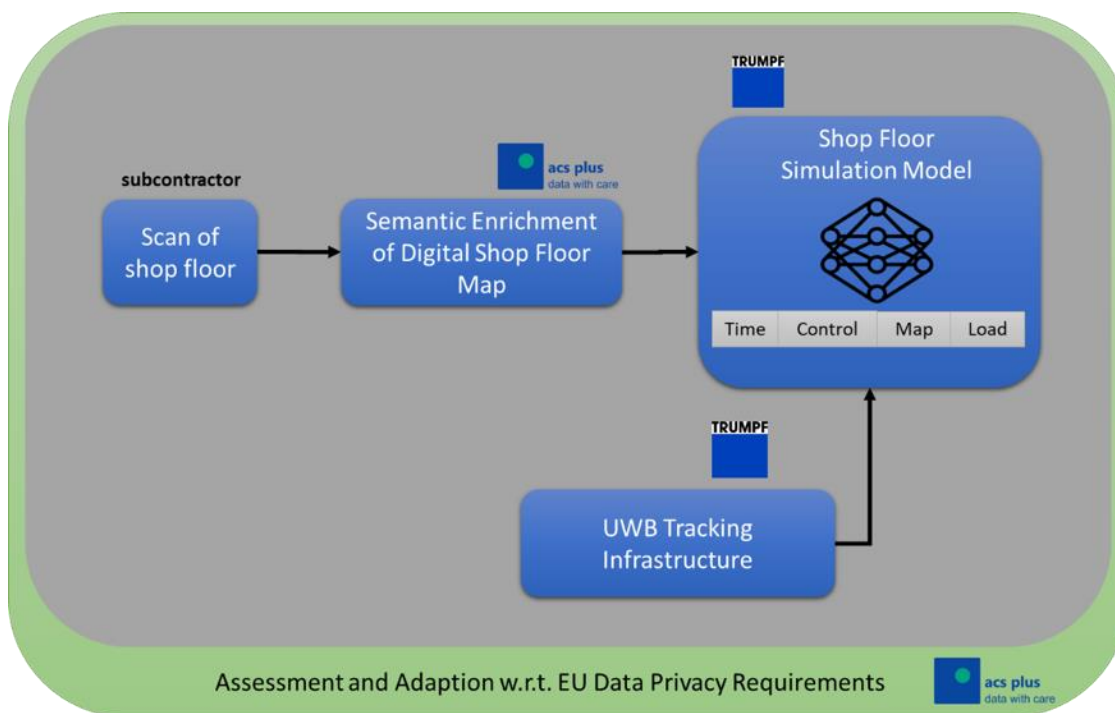 TRUMPF
Shop Floor
Simulation Model
acs plus
data with care
subcontractor
Scan of
shop floor
Semantic Enrichment
of Digital Shop Floor
Map
Time Control Map Load
TRUMPF
UWB Tracking
Infrastructure
Assessment and Adaption w.r.t. EU Data Privacy Requirements
acs plus
data with care